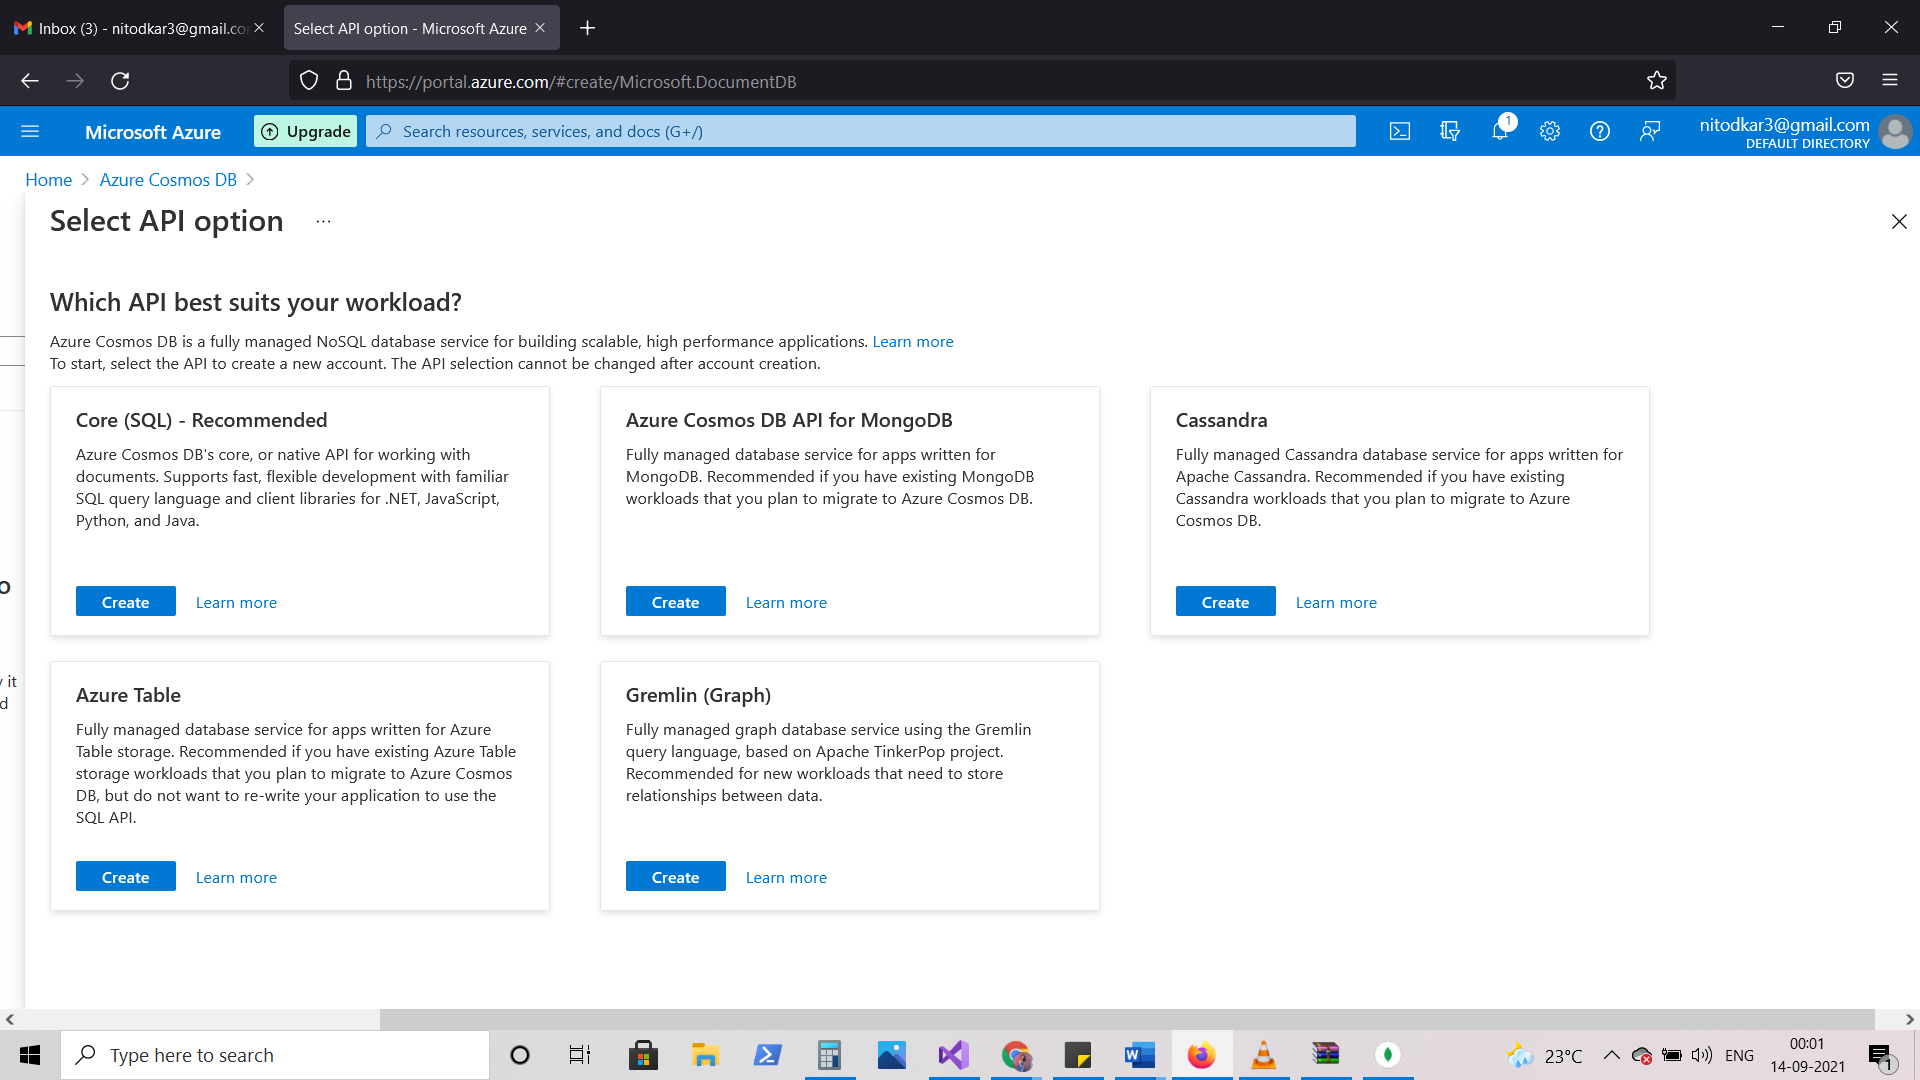 Inbox (3) - nitodkar3@gmail.co
Select API option - Microsoft Azure
https://portal.azure.com/#create/Microsoft.DocumentDB
Microsoft Azure
Upgrade
Search resources, services, and docs (G+/)
1
nitodkar3@gmail.com
DEFAULT DIRECTORY
Home > Azure Cosmos DB >
Select API option ...
Which API best suits your workload?
Azure Cosmos DB is a fully managed NoSQL database service for building scalable, high performance applications. Learn more
To start, select the API to create a new account. The API selection cannot be changed after account creation.
Core (SQL) - Recommended
Azure Cosmos DB's core, or native API for working with
documents. Supports fast, flexible development with familiar
SQL query language and client libraries for .NET, JavaScript,
Python, and Java.
Create
Learn more
Azure Cosmos DB API for MongoDB
Fully managed database service for apps written for
MongoDB. Recommended if you have existing MongoDB
workloads that you plan to migrate to Azure Cosmos DB.
Create
Learn more
Cassandra
Fully managed Cassandra database service for apps written for
Apache Cassandra. Recommended if you have existing
Cassandra workloads that you plan to migrate to Azure
Cosmos DB.
Create
Learn more
o
it
d
Azure Table
Fully managed database service for apps written for Azure
Table storage. Recommended if you have existing Azure Table
storage workloads that you plan to migrate to Azure Cosmos
DB, but do not want to re-write your application to use the
SQL API.
Create
Learn more
Gremlin (Graph)
Fully managed graph database service using the Gremlin
query language, based on Apache TinkerPop project.
Recommended for new workloads that need to store
relationships between data.
Create
Learn more
Type here to search
23°C
ENG
00:01
14-09-2021
1